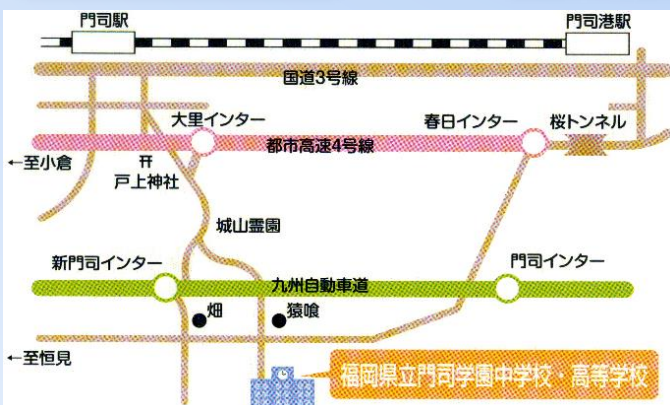 門司駅
門司港駅
国道3号線
大里インター
春日インター
桜トンネル
都市高速4号線
←至小倉
戸上神社
城山霊園
新門司インター
門司インター
九州自動車道
畑
猿喰
←至恒見
福岡県立門司学園中学校・高等学校